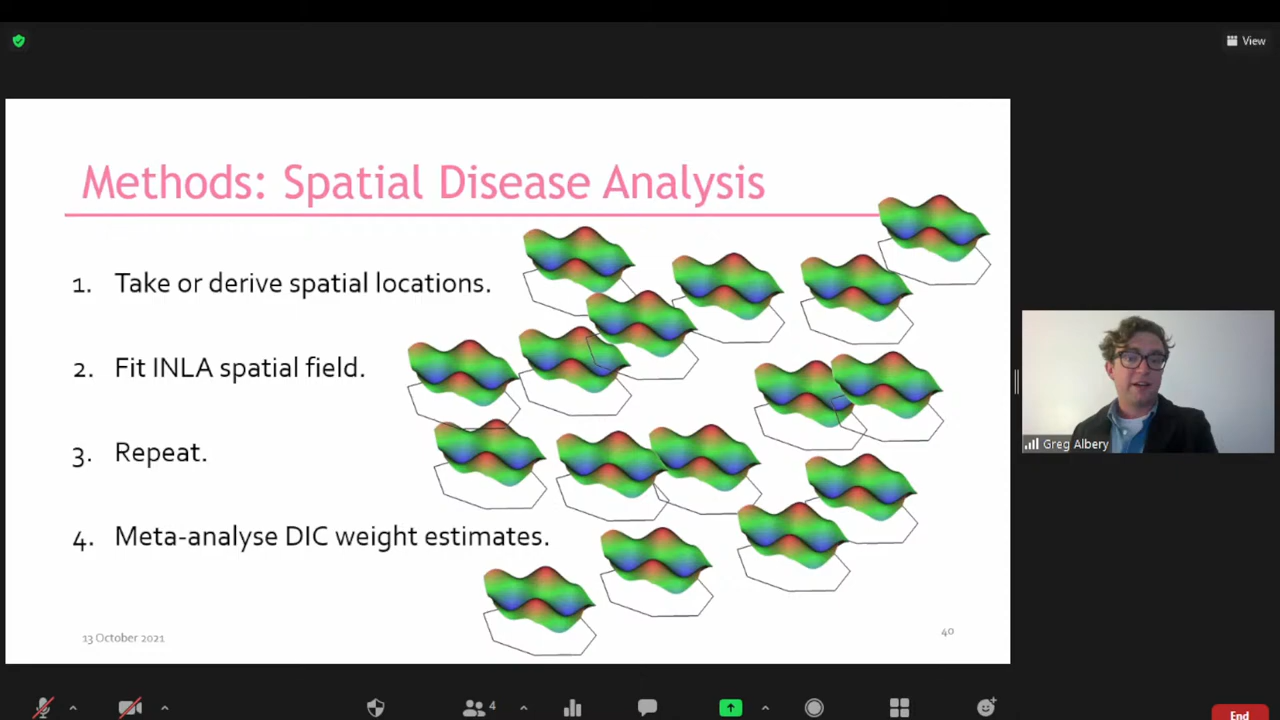 View
Methods: Spatial Disease Analysis
1. Take or derive spatial locations.
2. Fit INLA spatial field.
3. Repeat.
4. Meta-analyse DIC weight estimates.
13 October 2021
40
Greg Albery
4
End